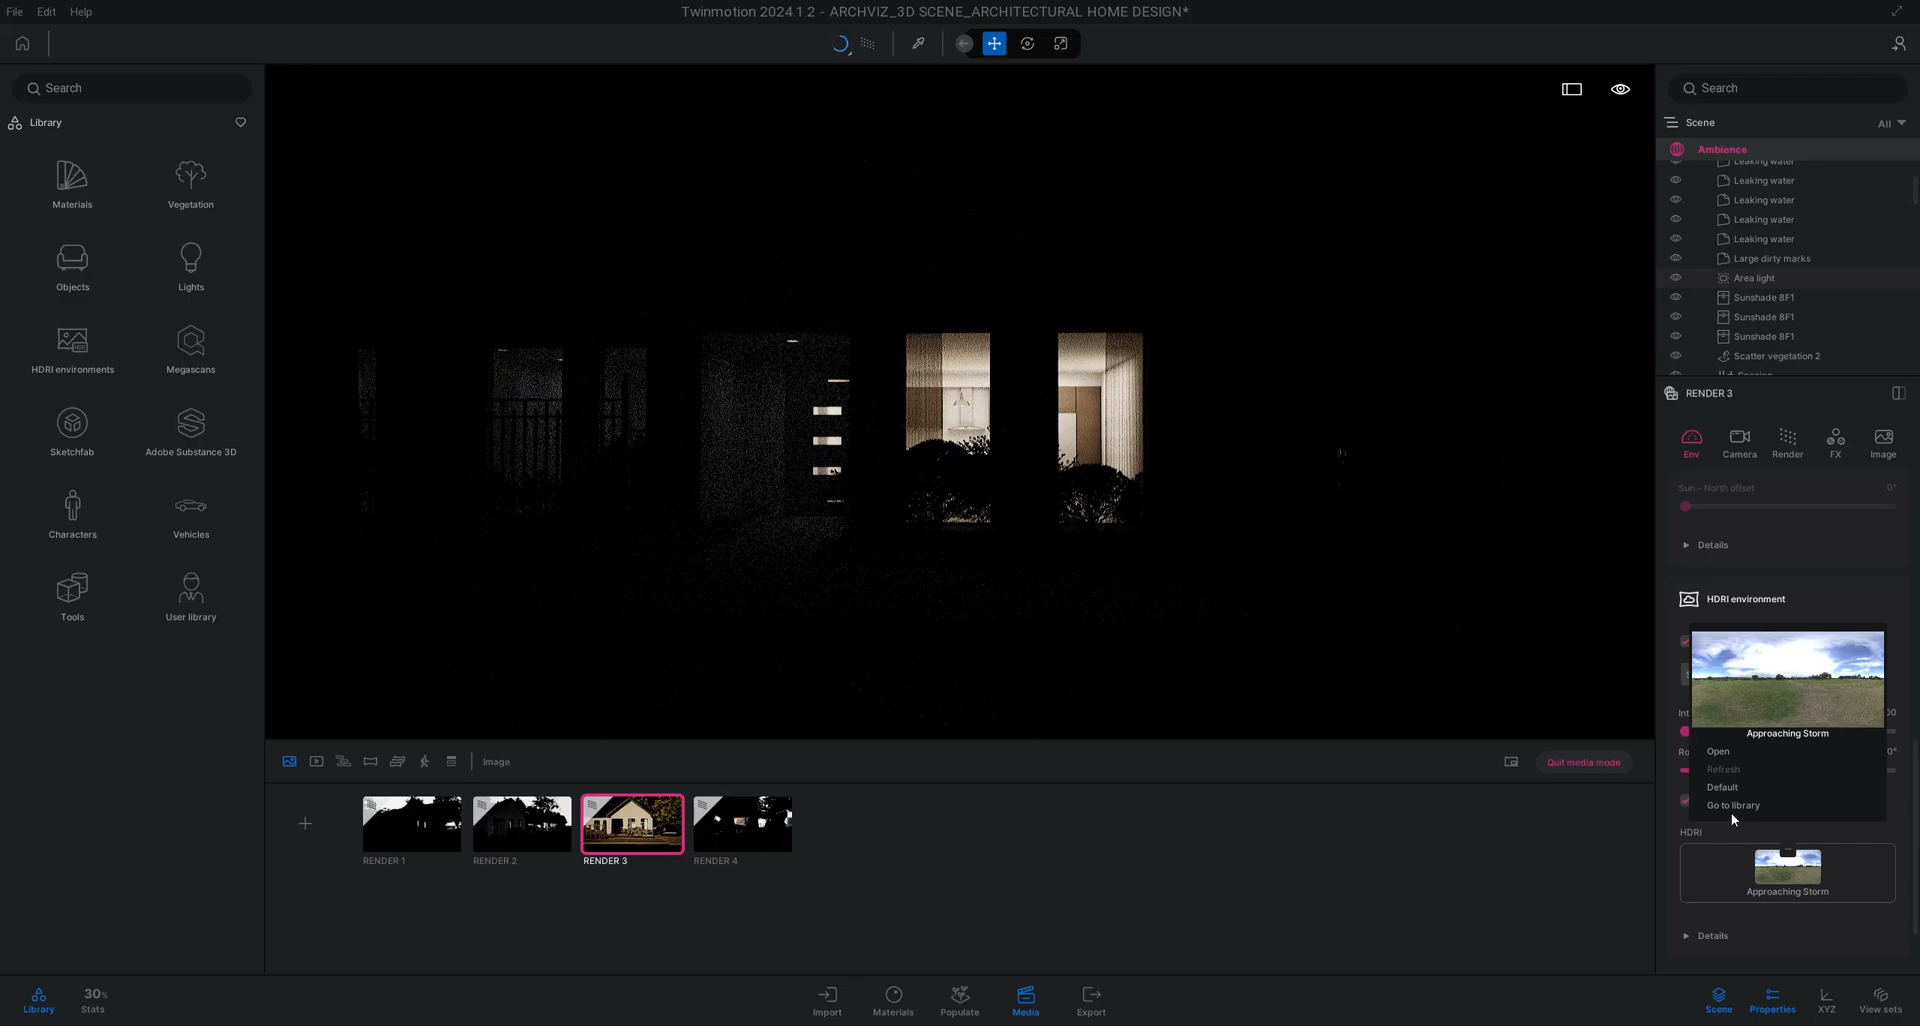 File Edit Help
Twinmotion 2024.1.2 - ARCHVIZ_3D SCENE_ARCHITECTURAL HOME DESIGN*
Search
Library
Materials
Vegetation
Objects
Lights
HDRI environments
Megascans
Sketchfab
Adobe Substance 3D
Characters
Vehicles
Tools
User library
Image
Quit media mode
RENDER 1
RENDER 2
RENDER 3
RENDER 4
Search
Scene
All
Ambience
Leaking water
Leaking water
Leaking water
Leaking water
Leaking water
Large dirty marks
Area light
Sunshade 8F1
Sunshade 8F1
Sunshade 8F1
Scatter vegetation 2
Spacing
RENDER 3
Env
Camera
Render
FX
Image
Sun - North offset 0°
Details
HDRI environment
Approaching Storm
Open
Refresh
Default
Go to library
HDRI
Approaching Storm
Details
Library
30%
Stats
Import
Materials
Populate
Media
Export
Scene
Properties
XYZ
View sets